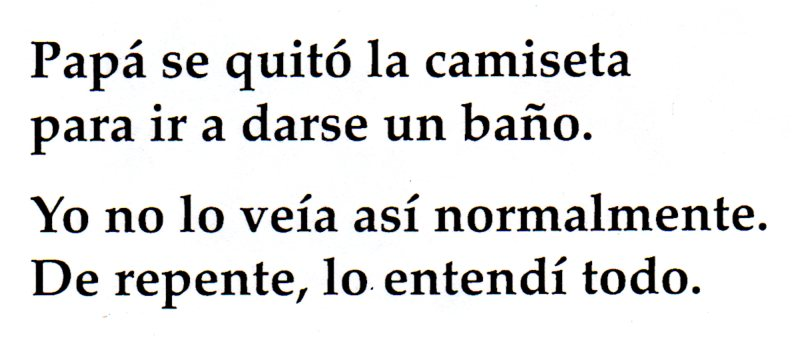 Papá se quitó la camiseta
para ir a darse un baño.
Yo no lo veía así normalmente.
De repente, lo entendí todo.